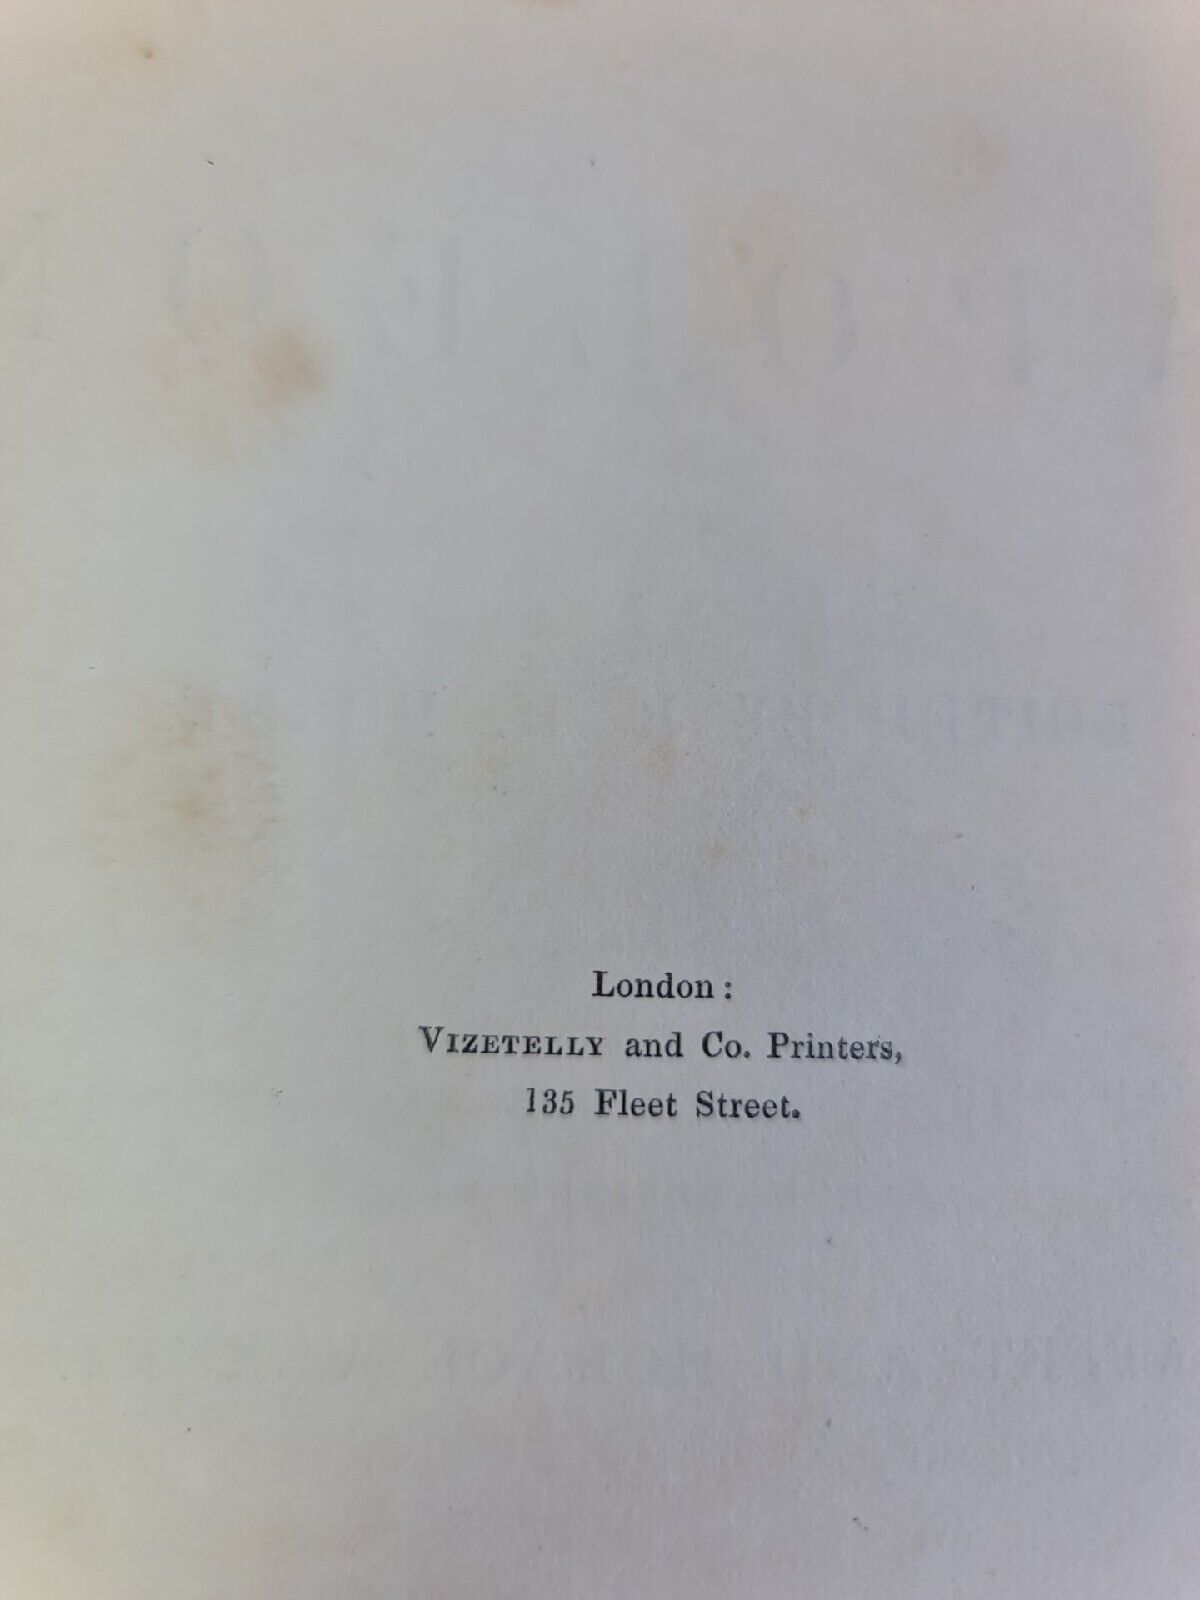 London :
VIZETELLY and Co. Printers,
135 Fleet Street.